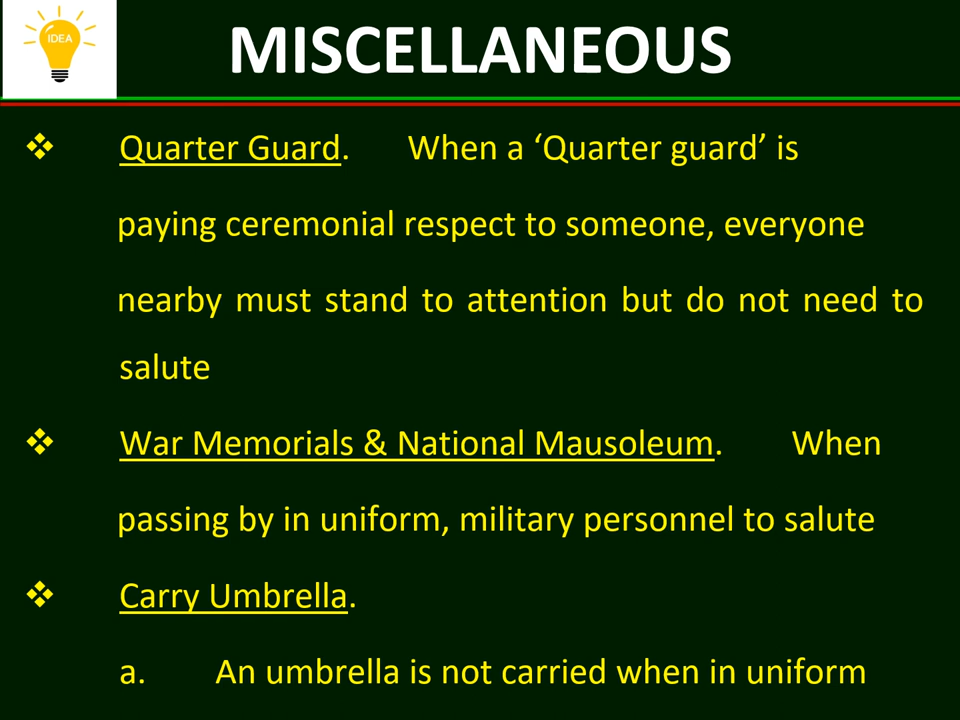 IDEA
MISCELLANEOUS
❖ Quarter Guard. When a ‘Quarter guard’ is
paying ceremonial respect to someone, everyone
nearby must stand to attention but do not need to
salute
❖ War Memorials & National Mausoleum. When
passing by in uniform, military personnel to salute
❖ Carry Umbrella.
a. An umbrella is not carried when in uniform